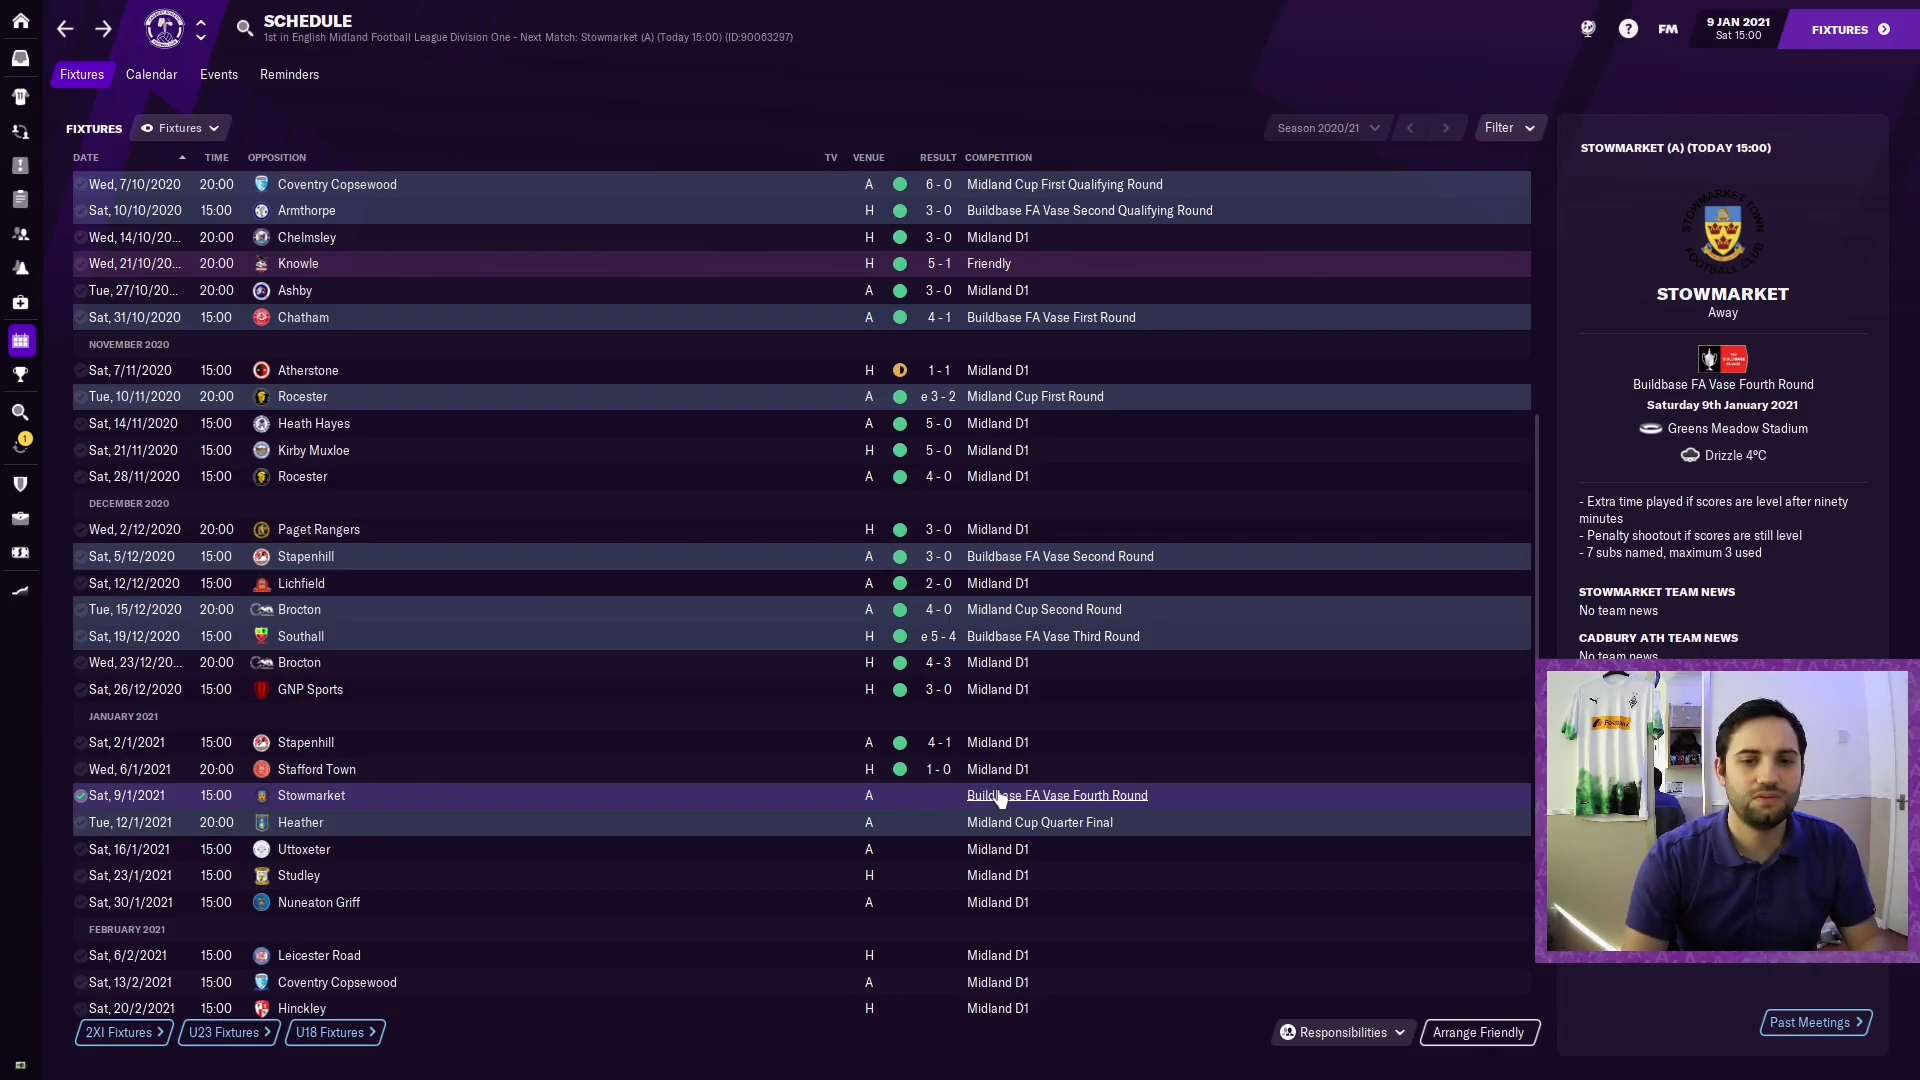 SCHEDULE
1st in English Midland Football League Division One - Next Match: Stowmarket (A) (Today 15:00) (ID:90063297)
FM
9 JAN 2021
Sat 15:00
FIXTURES
Fixtures Calendar Events Reminders
FIXTURES Fixtures Season 2020/21 Filter
DATE TIME OPPOSITION TV VENUE RESULT COMPETITION
Wed, 7/10/2020 20:00 Coventry Copsewood A 6 - 0 Midland Cup First Qualifying Round
Sat, 10/10/2020 15:00 Armthorpe H 3 - 0 Buildbase FA Vase Second Qualifying Round
Wed, 14/10/20... 20:00 Chelmsley H 3 - 0 Midland D1
Wed, 21/10/20... 20:00 Knowle H 5 - 1 Friendly
Tue, 27/10/20... 20:00 Ashby A 3 - 0 Midland D1
Sat, 31/10/2020 15:00 Chatham A 4 - 1 Buildbase FA Vase First Round
NOVEMBER 2020
Sat, 7/11/2020 15:00 Atherstone H 1 - 1 Midland D1
Tue, 10/11/2020 20:00 Rocester A e 3 - 2 Midland Cup First Round
Sat, 14/11/2020 15:00 Heath Hayes A 5 - 0 Midland D1
Sat, 21/11/2020 15:00 Kirby Muxloe H 5 - 0 Midland D1
Sat, 28/11/2020 15:00 Rocester A 4 - 0 Midland D1
DECEMBER 2020
Wed, 2/12/2020 20:00 Paget Rangers H 3 - 0 Midland D1
Sat, 5/12/2020 15:00 Stapenhill A 3 - 0 Buildbase FA Vase Second Round
Sat, 12/12/2020 15:00 Lichfield A 2 - 0 Midland D1
Tue, 15/12/2020 20:00 Brocton A 4 - 0 Midland Cup Second Round
Sat, 19/12/2020 15:00 Southall H e 5 - 4 Buildbase FA Vase Third Round
Wed, 23/12/20... 20:00 Brocton H 4 - 3 Midland D1
Sat, 26/12/2020 15:00 GNP Sports H 3 - 0 Midland D1
JANUARY 2021
Sat, 2/1/2021 15:00 Stapenhill A 4 - 1 Midland D1
Wed, 6/1/2021 20:00 Stafford Town H 1 - 0 Midland D1
Sat, 9/1/2021 15:00 Stowmarket A Buildbase FA Vase Fourth Round
Tue, 12/1/2021 20:00 Heather A Midland Cup Quarter Final
Sat, 16/1/2021 15:00 Uttoxeter A Midland D1
Sat, 23/1/2021 15:00 Studley H Midland D1
Sat, 30/1/2021 15:00 Nuneaton Griff A Midland D1
FEBRUARY 2021
Sat, 6/2/2021 15:00 Leicester Road H Midland D1
Sat, 13/2/2021 15:00 Coventry Copsewood A Midland D1
Sat, 20/2/2021 15:00 Hinckley H Midland D1
2XI Fixtures U23 Fixtures U18 Fixtures Responsibilities Arrange Friendly
STOWMARKET (A) (TODAY 15:00)
STOWMARKET TOWN
FOOTBALL CLUB
STOWMARKET
Away
Buildbase FA Vase Fourth Round
Saturday 9th January 2021
Greens Meadow Stadium
Drizzle 4°C
- Extra time played if scores are level after ninety
minutes
- Penalty shootout if scores are still level
- 7 subs named, maximum 3 used
STOWMARKET TEAM NEWS
No team news
CADBURY ATH TEAM NEWS
No team news
Past Meetings
1